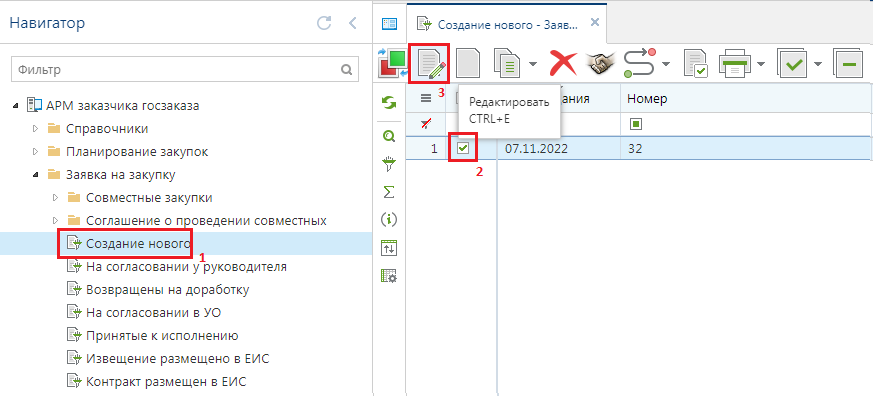 Навигатор
Фильтр
АРМ заказчика госзаказа
Справочники
Планирование закупок
Заявка на закупку
Совместные закупки
Соглашение о проведении совместных
Создание нового
1
На согласовании у руководителя
Возвращены на доработку
На согласовании в УО
Принятые к исполнению
Извещение размещено в ЕИС
Контракт размещен в ЕИС
Создание нового - Заяв...
3
Редактировать
CTRL+E
Номер
1
07.11.2022
32
2